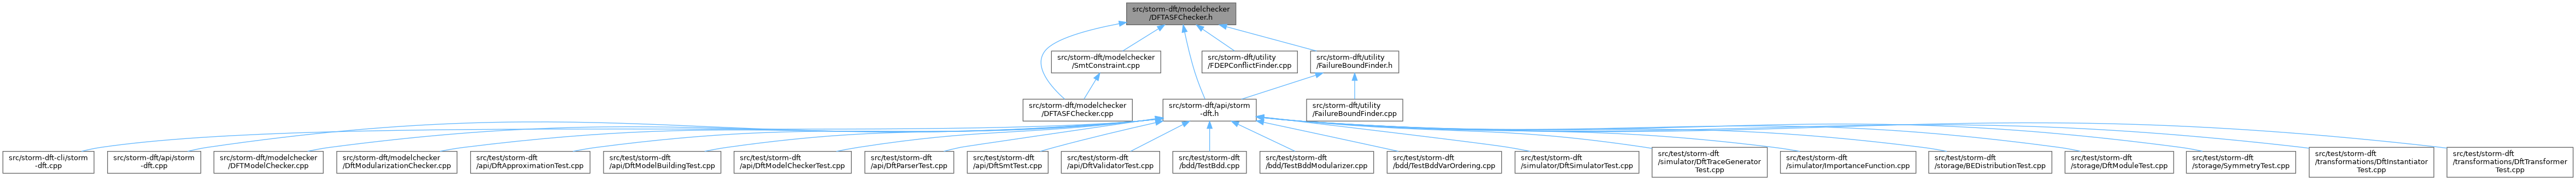 src/storm-dft/modelchecker
/DFTASFChecker.h
src/storm-dft/modelchecker
/SmtConstraint.cpp
src/storm-dft/utility
/FDEPConflictFinder.cpp
src/storm-dft/utility
/FailureBoundFinder.h
src/storm-dft/modelchecker
/DFTASFChecker.cpp
src/storm-dft/api/storm
-dft.h
src/storm-dft/utility
/FailureBoundFinder.cpp
src/storm-dft-cli/storm
-dft.cpp
src/storm-dft/api/storm
-dft.cpp
src/storm-dft/modelchecker
/DFTModelChecker.cpp
src/storm-dft/modelchecker
/DftModularizationChecker.cpp
src/test/storm-dft
/api/DftApproximationTest.cpp
src/test/storm-dft
/api/DftModelBuildingTest.cpp
src/test/storm-dft
/api/DftModelCheckerTest.cpp
src/test/storm-dft
/api/DftParserTest.cpp
src/test/storm-dft
/api/DftSmtTest.cpp
src/test/storm-dft
/api/DftValidatorTest.cpp
src/test/storm-dft
/bdd/TestBdd.cpp
src/test/storm-dft
/bdd/TestBddModularizer.cpp
src/test/storm-dft
/bdd/TestBddVarOrdering.cpp
src/test/storm-dft
/simulator/DftSimulatorTest.cpp
src/test/storm-dft
/simulator/DftTraceGenerator
Test.cpp
src/test/storm-dft
/simulator/ImportanceFunction.cpp
src/test/storm-dft
/storage/BEDistributionTest.cpp
src/test/storm-dft
/storage/DftModuleTest.cpp
src/test/storm-dft
/storage/SymmetryTest.cpp
src/test/storm-dft
/transformations/DftInstantiator
Test.cpp
src/test/storm-dft
/transformations/DftTransformer
Test.cpp